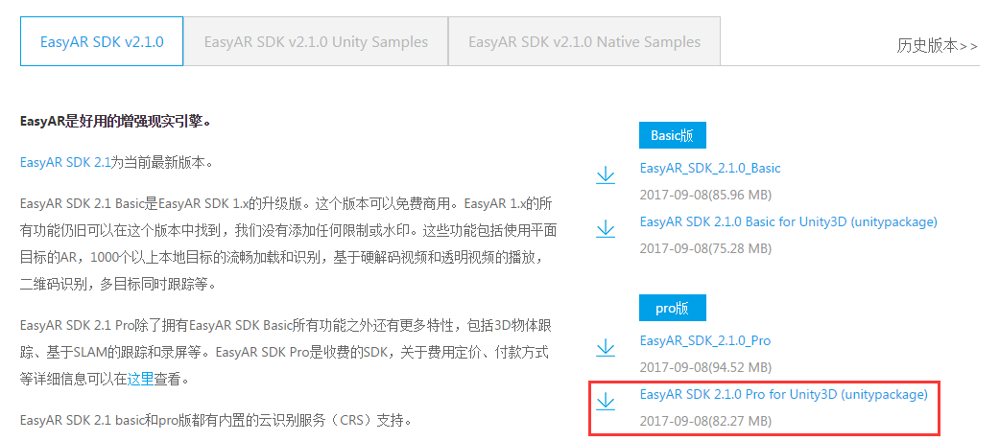 EasyAR SDK v2.1.0
EasyAR SDK v2.1.0 Unity Samples
EasyAR SDK v2.1.0 Native Samples
历史版本>>
EasyAR是好用的增强现实引擎。
EasyAR SDK 2.1为当前最新版本。
EasyAR SDK 2.1 Basic是EasyAR SDK 1.x的升级版。这个版本可以免费商用。EasyAR 1.x的所
有功能仍旧可以在这个版本中找到，我们没有添加任何限制或水印。这些功能包括使用平面
目标的AR，1000个以上本地目标的流畅加载和识别，基于硬解码视频和透明视频的播放，
二维码识别，多目标同时跟踪等。
EasyAR SDK 2.1 Pro除了拥有EasyAR SDK Basic所有功能之外还有更多特性，包括3D物体跟
踪、基于SLAM的跟踪和录屏等。EasyAR SDK Pro是收费的SDK，关于费用定价、付款方式
等详细信息可以在这里查看。
EasyAR SDK 2.1 basic和pro版都有内置的云识别服务（CRS）支持。
Basic版
EasyAR_SDK_2.1.0_Basic
2017-09-08(85.96 MB)
EasyAR SDK 2.1.0 Basic for Unity3D (unitypackage)
2017-09-08(75.28 MB)
pro版
EasyAR_SDK_2.1.0_Pro
2017-09-08(94.52 MB)
EasyAR SDK 2.1.0 Pro for Unity3D (unitypackage)
2017-09-08(82.27 MB)